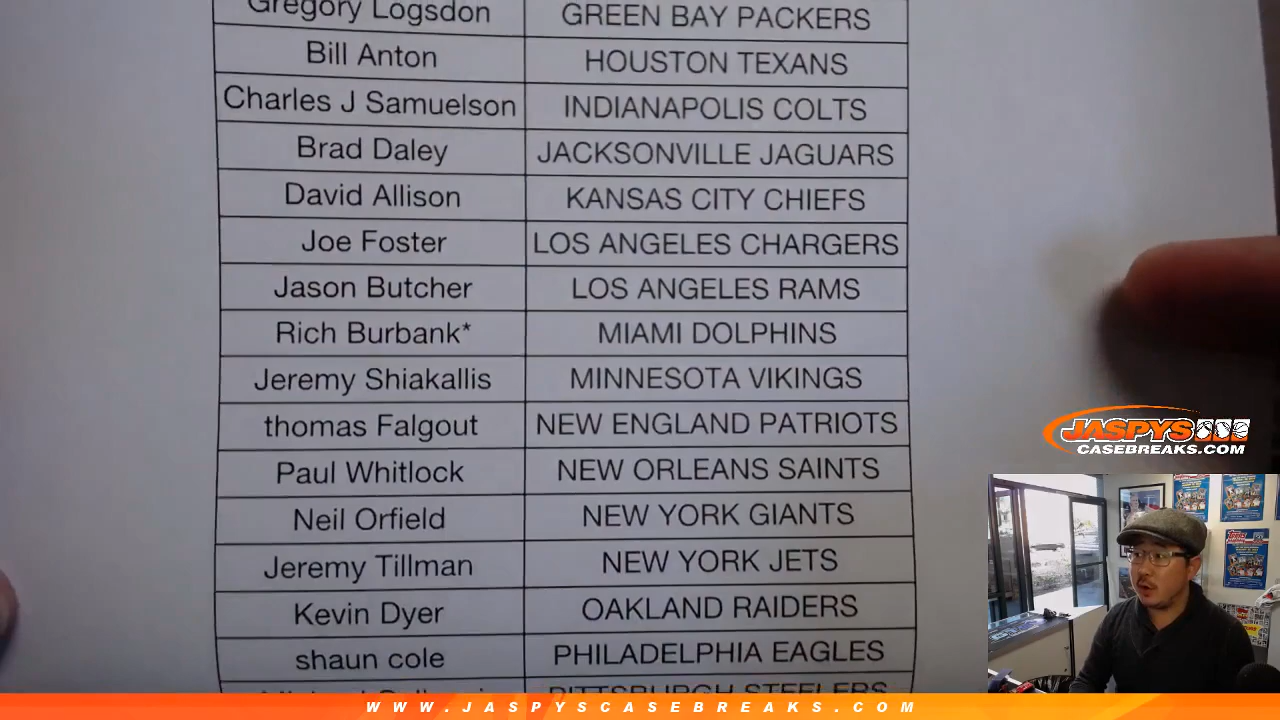 Gregory Logsdon GREEN BAY PACKERS
Bill Anton HOUSTON TEXANS
Charles J Samuelson INDIANAPOLIS COLTS
Brad Daley JACKSONVILLE JAGUARS
David Allison KANSAS CITY CHIEFS
Joe Foster LOS ANGELES CHARGERS
Jason Butcher LOS ANGELES RAMS
Rich Burbank* MIAMI DOLPHINS
Jeremy Shiakallis MINNESOTA VIKINGS
thomas Falgout NEW ENGLAND PATRIOTS
Paul Whitlock NEW ORLEANS SAINTS
Neil Orfield NEW YORK GIANTS
Jeremy Tillman NEW YORK JETS
Kevin Dyer OAKLAND RAIDERS
shaun cole PHILADELPHIA EAGLES
PITTSBURGH STEELERS
JASPYS
CASEBREAKS.COM
WWW.JASPYSCASEBREAKS.COM